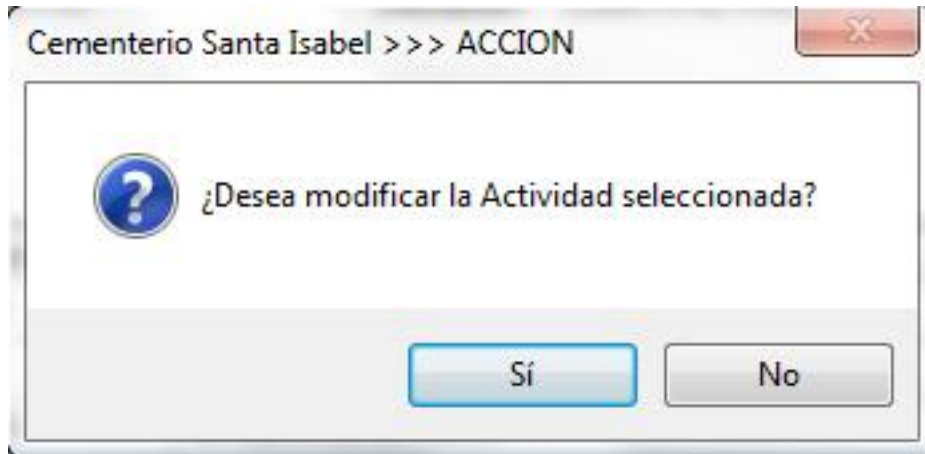 Cementerio Santa Isabel >>> ACCION
¿Desea modificar la Actividad seleccionada?
Sí
No